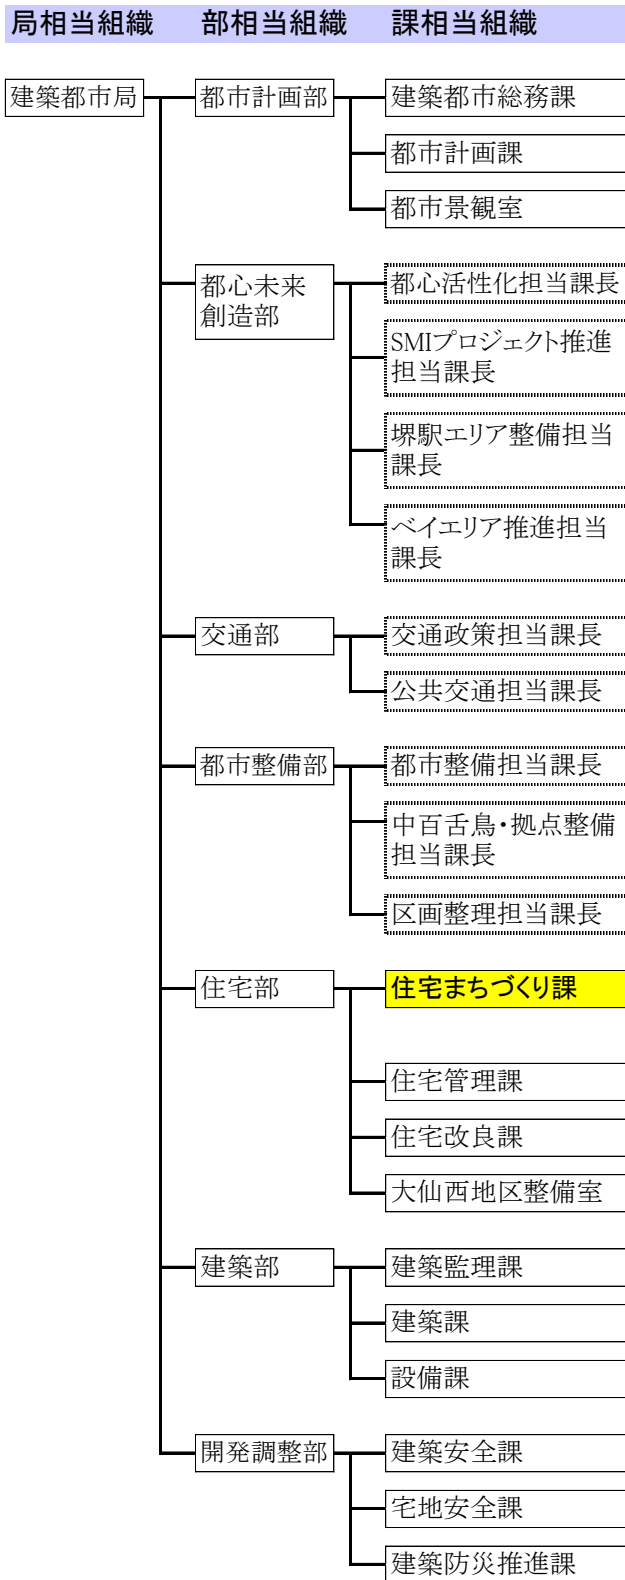 局相当組織 部相当組織 課相当組織
建築都市局 都市計画部 建築都市総務課
都市計画課
都市景観室
都心未来
創造部
都心活性化担当課長
SMIプロジェクト推進
担当課長
堺駅エリア整備担当
課長
ベイエリア推進担当
課長
交通部 交通政策担当課長
公共交通担当課長
都市整備部 都市整備担当課長
中百舌鳥・拠点整備
担当課長
区画整理担当課長
住宅部 住宅まちづくり課
住宅管理課
住宅改良課
大仙西地区整備室
建築部 建築監理課
建築課
設備課
開発調整部 建築安全課
宅地安全課
建築防災推進課